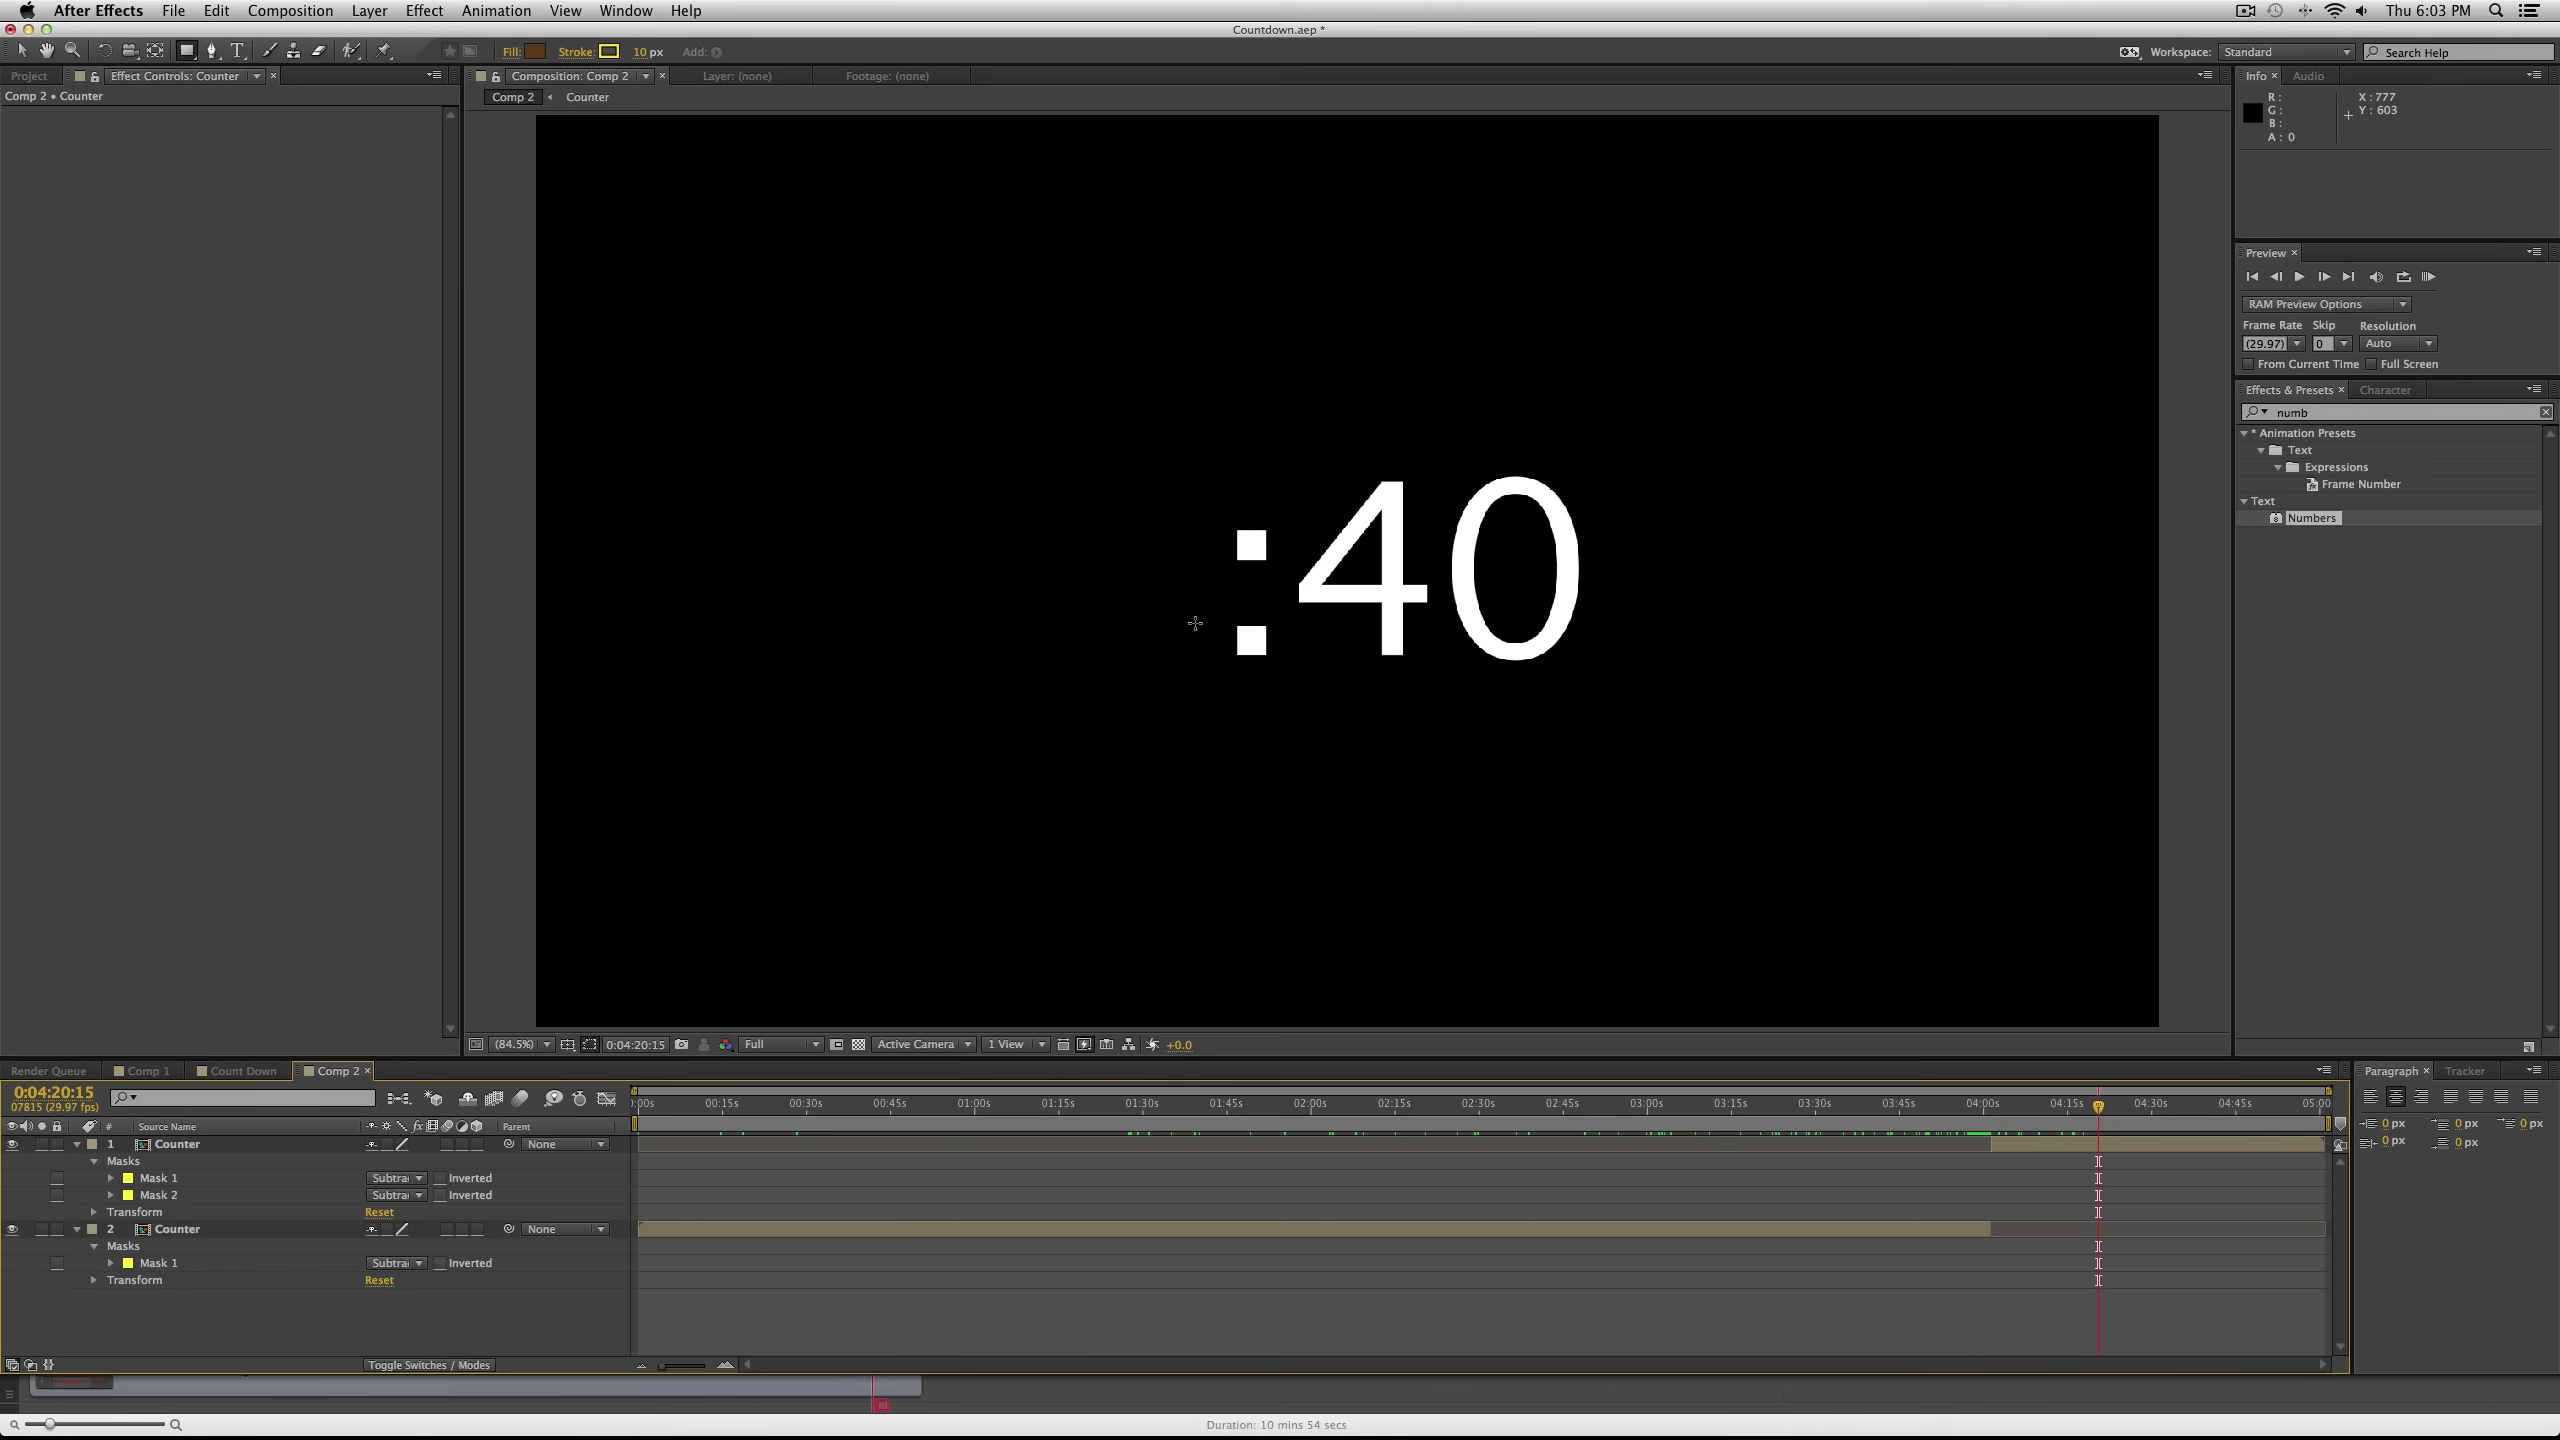 After Effects File Edit Composition Layer Effect Animation View Window Help Thu 6:03 PM
Countdown.aep *
Fill: Stroke: 10 px Add: Workspace: Standard Search Help
Project Effect Controls: Counter Composition: Comp 2 Layer: (none) Footage: (none) Info Audio
Comp 2 • Counter
Comp 2 Counter
R : X : 777
G : Y : 603
B :
A : 0
Preview
RAM Preview Options
Frame Rate Skip Resolution
(29.97) 0 Auto
From Current Time Full Screen
Effects & Presets Character
numb
* Animation Presets
Text
Expressions
Frame Number
Text
Numbers
:40
(84.5%) 0:04:20:15 Full Active Camera 1 View +0.0
Render Queue Comp 1 Count Down Comp 2 Paragraph Tracker
0:04:20:15
07815 (29.97 fps)
):00s 00:15s 00:30s 00:45s 01:00s 01:15s 01:30s 01:45s 02:00s 02:15s 02:30s 02:45s 03:00s 03:15s 03:30s 03:45s 04:00s 04:15s 04:30s 04:45s 05:00
# Source Name fx Parent
0 px 0 px 0 px
0 px 0 px
1 Counter None
Masks
Mask 1 Subtra Inverted
Mask 2 Subtra Inverted
Transform Reset
2 Counter None
Masks
Mask 1 Subtra Inverted
Transform Reset
Toggle Switches / Modes
Duration: 10 mins 54 secs